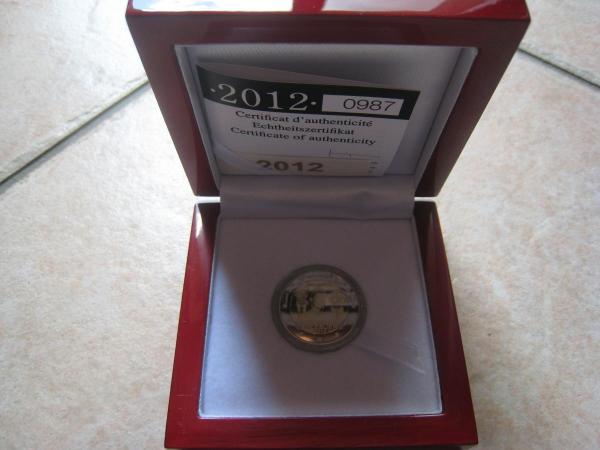 ·2012· 0987
Certificat d'authenticité
Echtheitszertifikat
Certificate of authenticity
2012